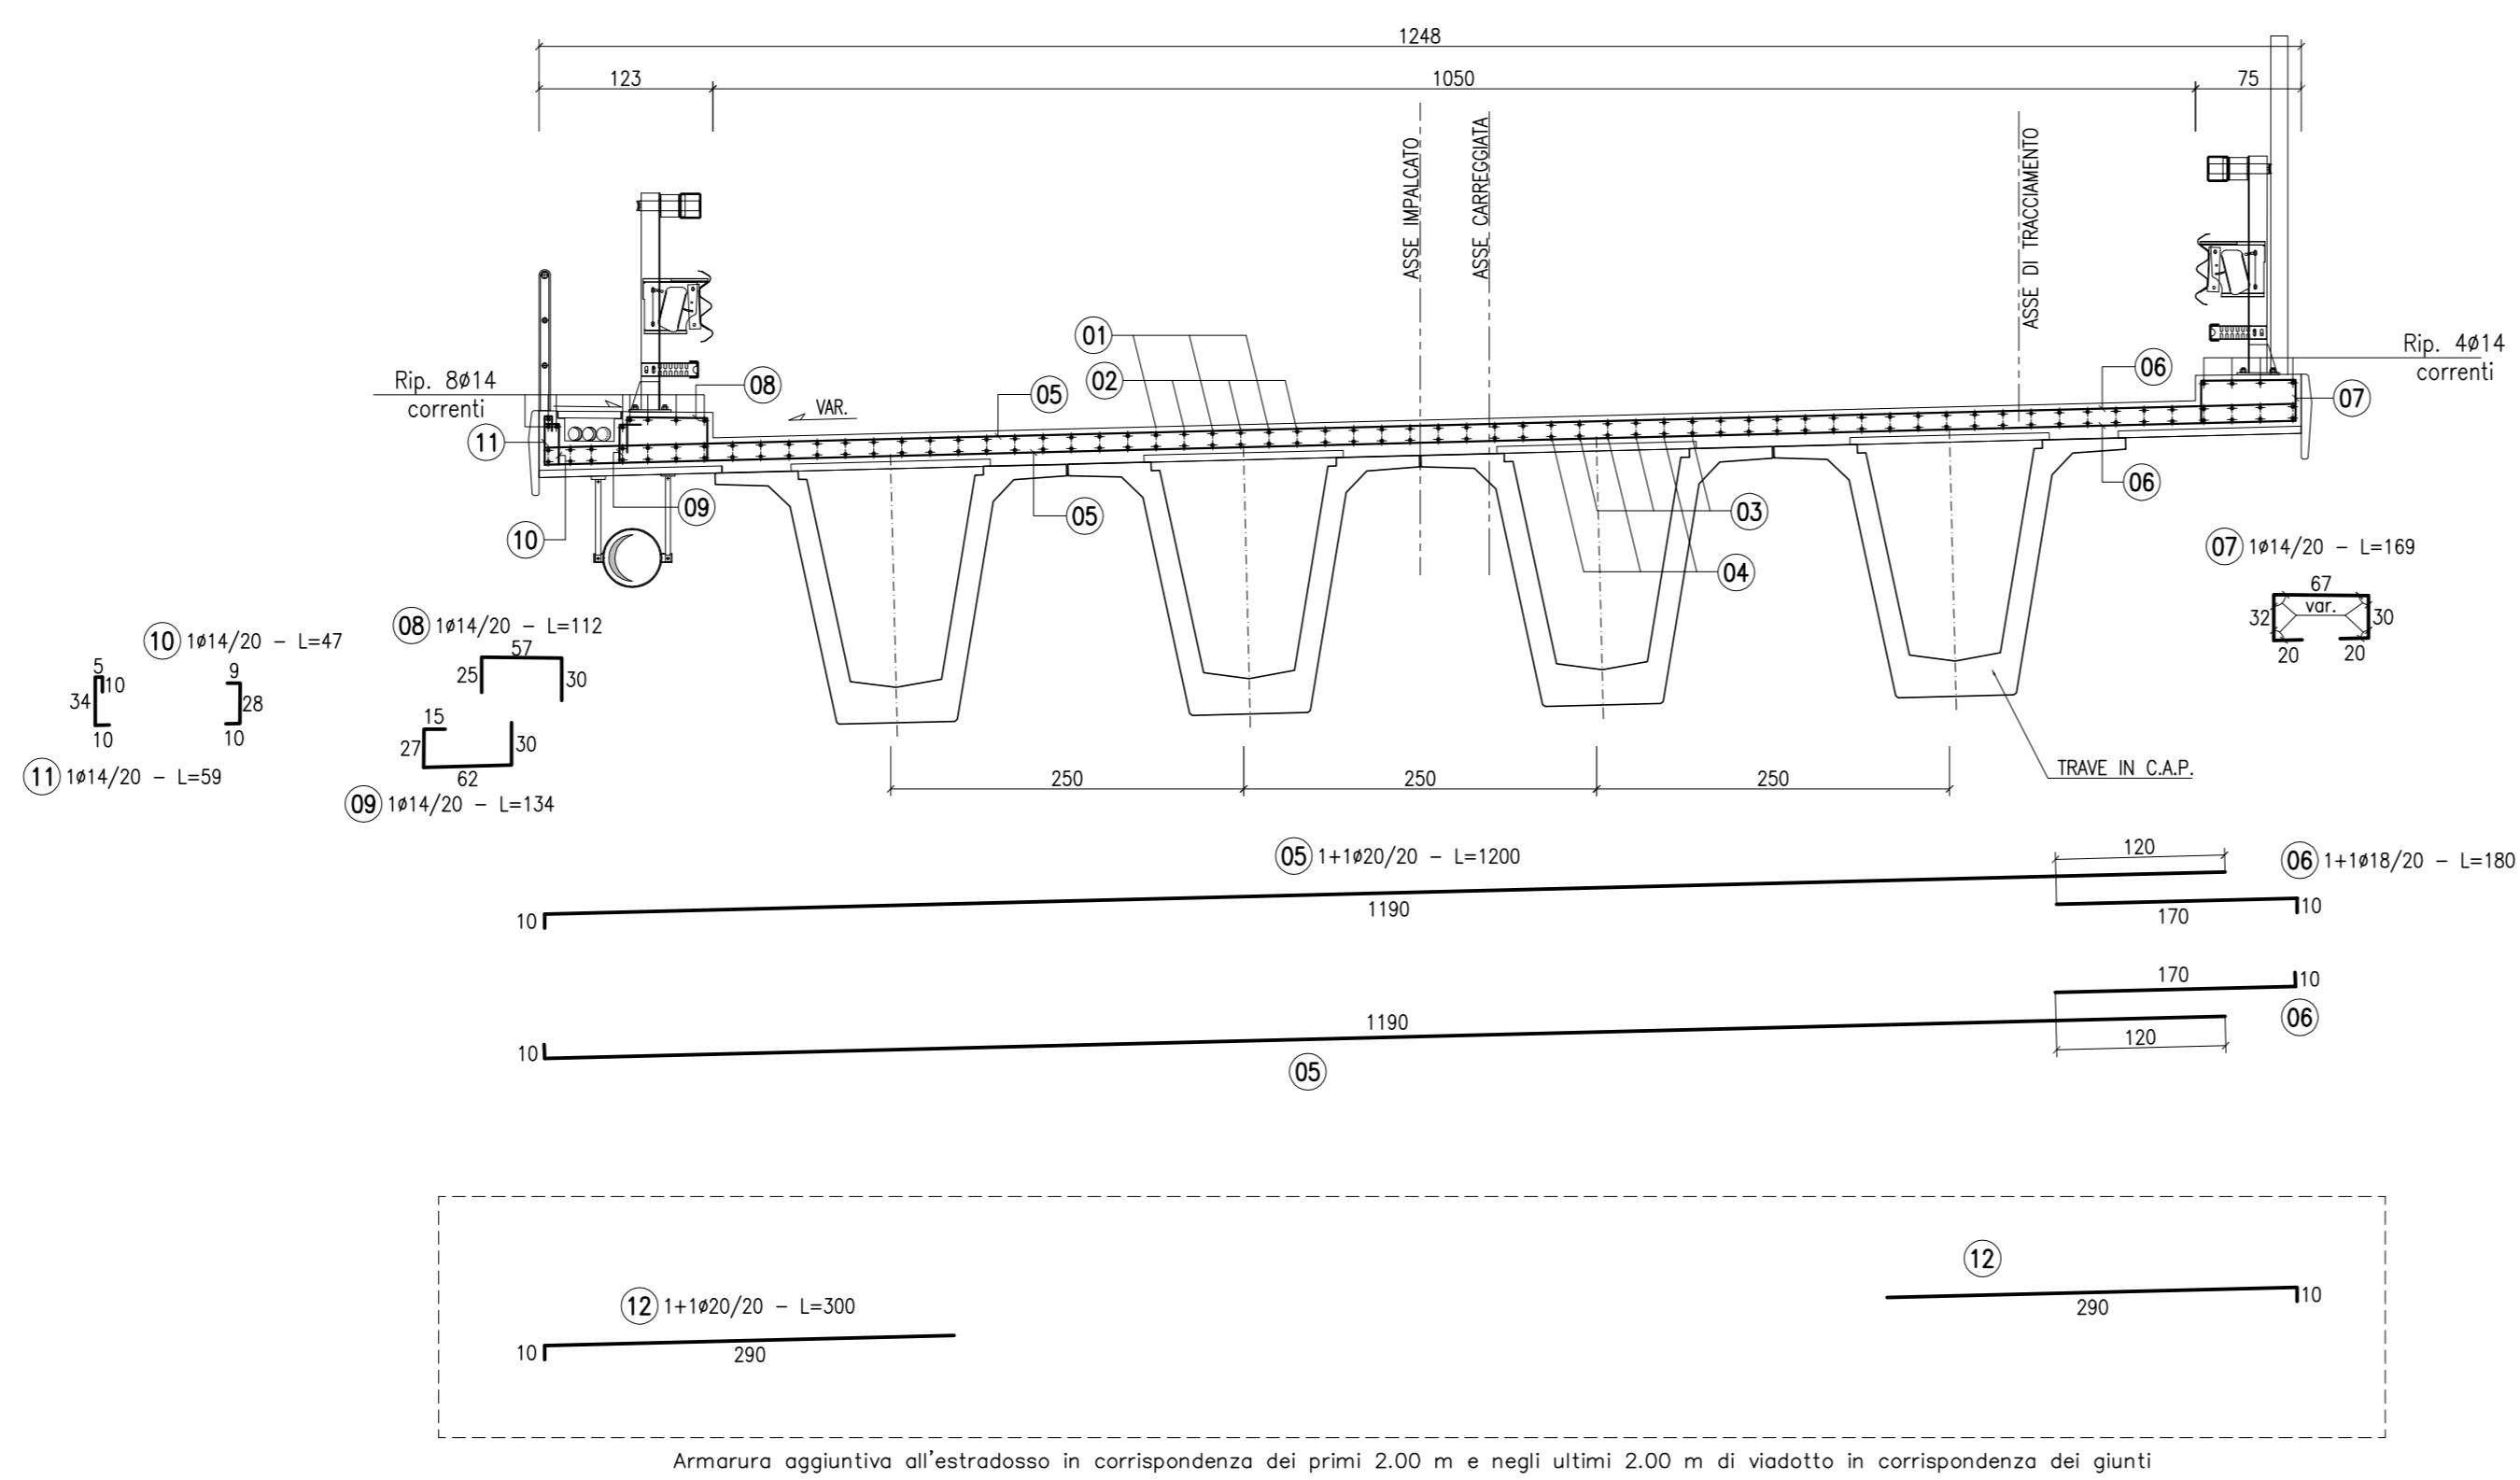 1248
123
1050
75
ASSE IMPALCATO
ASSE CARREGGIATA
ASSE DI TRACCIAMENTO
01
02
Rip. 8ø14
correnti
08
VAR.
05
06
Rip. 4ø14
correnti
07
11
10
09
05
03
04
06
07 1ø14/20 - L=169
67
var.
32
30
20
20
10 1ø14/20 - L=47
9
28
10
5
10
34
10
11 1ø14/20 - L=59
08 1ø14/20 - L=112
57
25
30
15
27
30
62
09 1ø14/20 - L=134
250
250
250
TRAVE IN C.A.P.
05 1+1ø20/20 - L=1200
120
06 1+1ø18/20 - L=180
10
1190
170
10
170
10
1190
06
10
120
05
12
12 1+1ø20/20 - L=300
10
290
290
10
Armarura aggiuntiva all'estradosso in corrispondenza dei primi 2.00 m e negli ultimi 2.00 m di viadotto in corrispondenza dei giunti